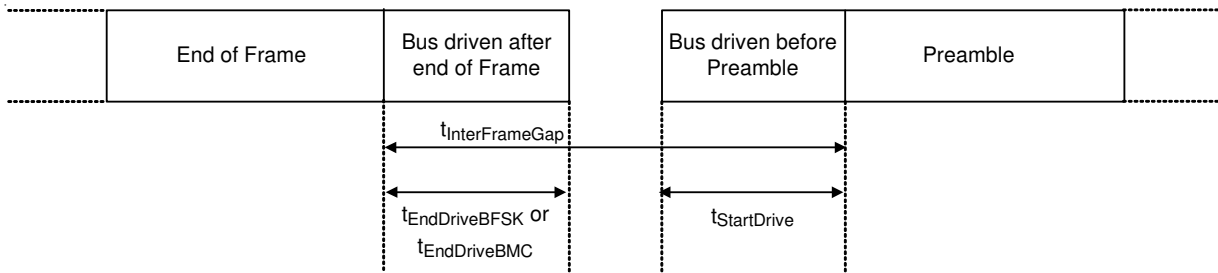 End of Frame
Bus driven after
end of Frame
Bus driven before
Preamble
Preamble
tInterFrameGap
tEndDriveBFSK or
tEndDriveBMC
tStartDrive